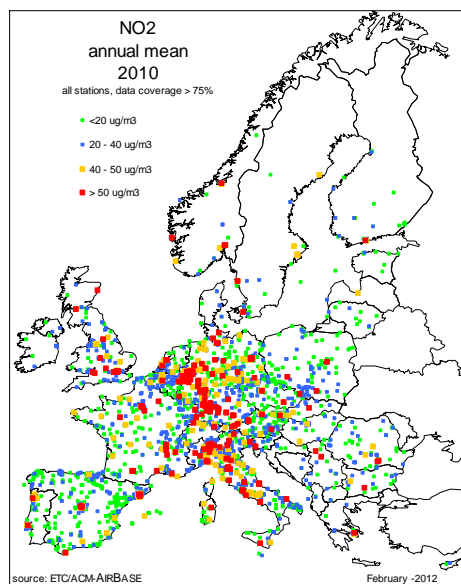 NO2
annual mean
2010
all stations, data coverage > 75%
<20 ug/m3
20 - 40 ug/m3
40 - 50 ug/m3
> 50 ug/m3
source: ETC/ACM-AIRBASE
February -2012